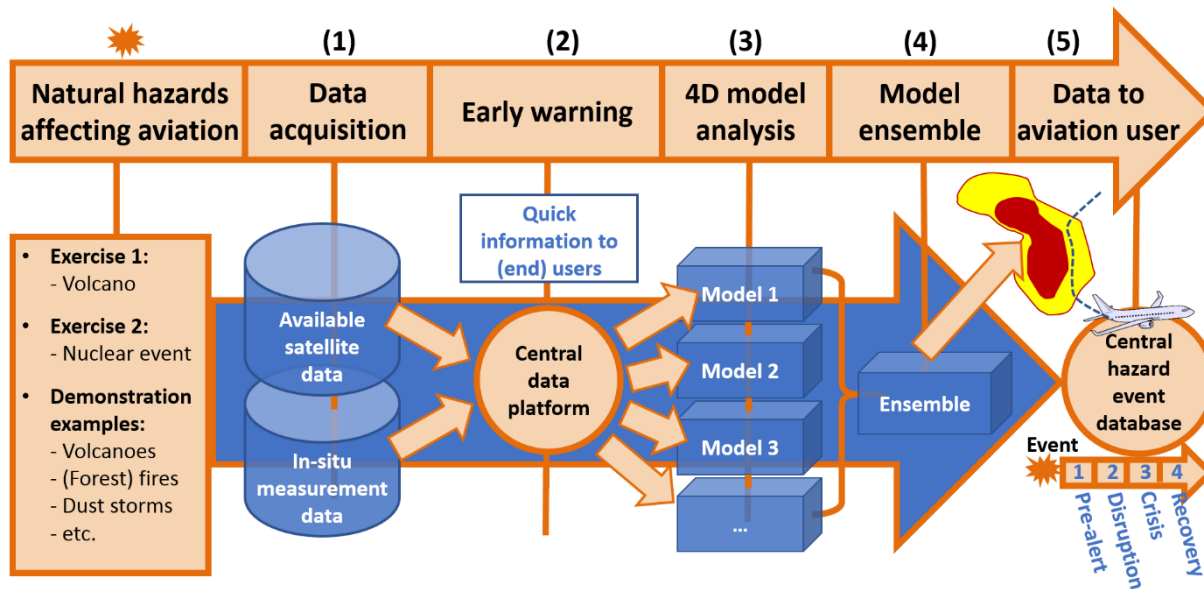 (1)
(2)
(3)
(4)
(5)
Natural hazards
affecting aviation
Data
acquisition
Early warning
4D model
analysis
Model
ensemble
Data to
aviation user
• Exercise 1:
- Volcano
• Exercise 2:
- Nuclear event
• Demonstration
examples:
- Volcanoes
- (Forest) fires
- Dust storms
- etc.
Available
satellite
data
In-situ
measurement
data
Quick
information to
(end) users
Central
data
platform
Model 1
Model 2
Model 3
...
Ensemble
Central
hazard
event
database
Event
1
2
3
4
Pre-alert
Disruption
Crisis
Recovery